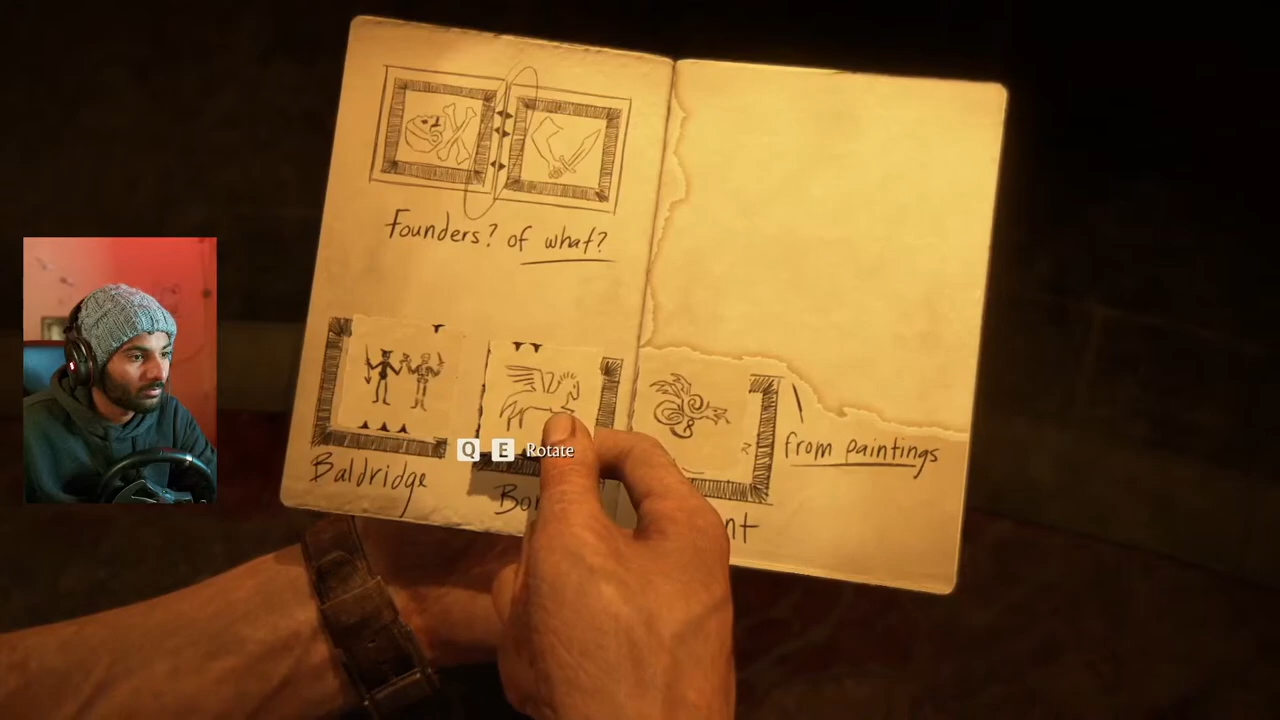 Founders? of what?
Q E Rotate
from paintings
Baldridge